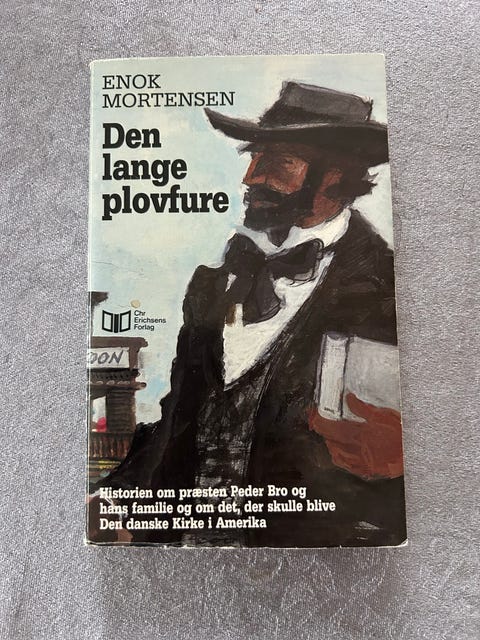 ENOK
MORTENSEN
Den
lange
plovfure
Chr
Erichsens
Forlag
OON
Historien om præsten Peder Bro og
hans familie og om det, der skulle blive
Den danske Kirke i Amerika